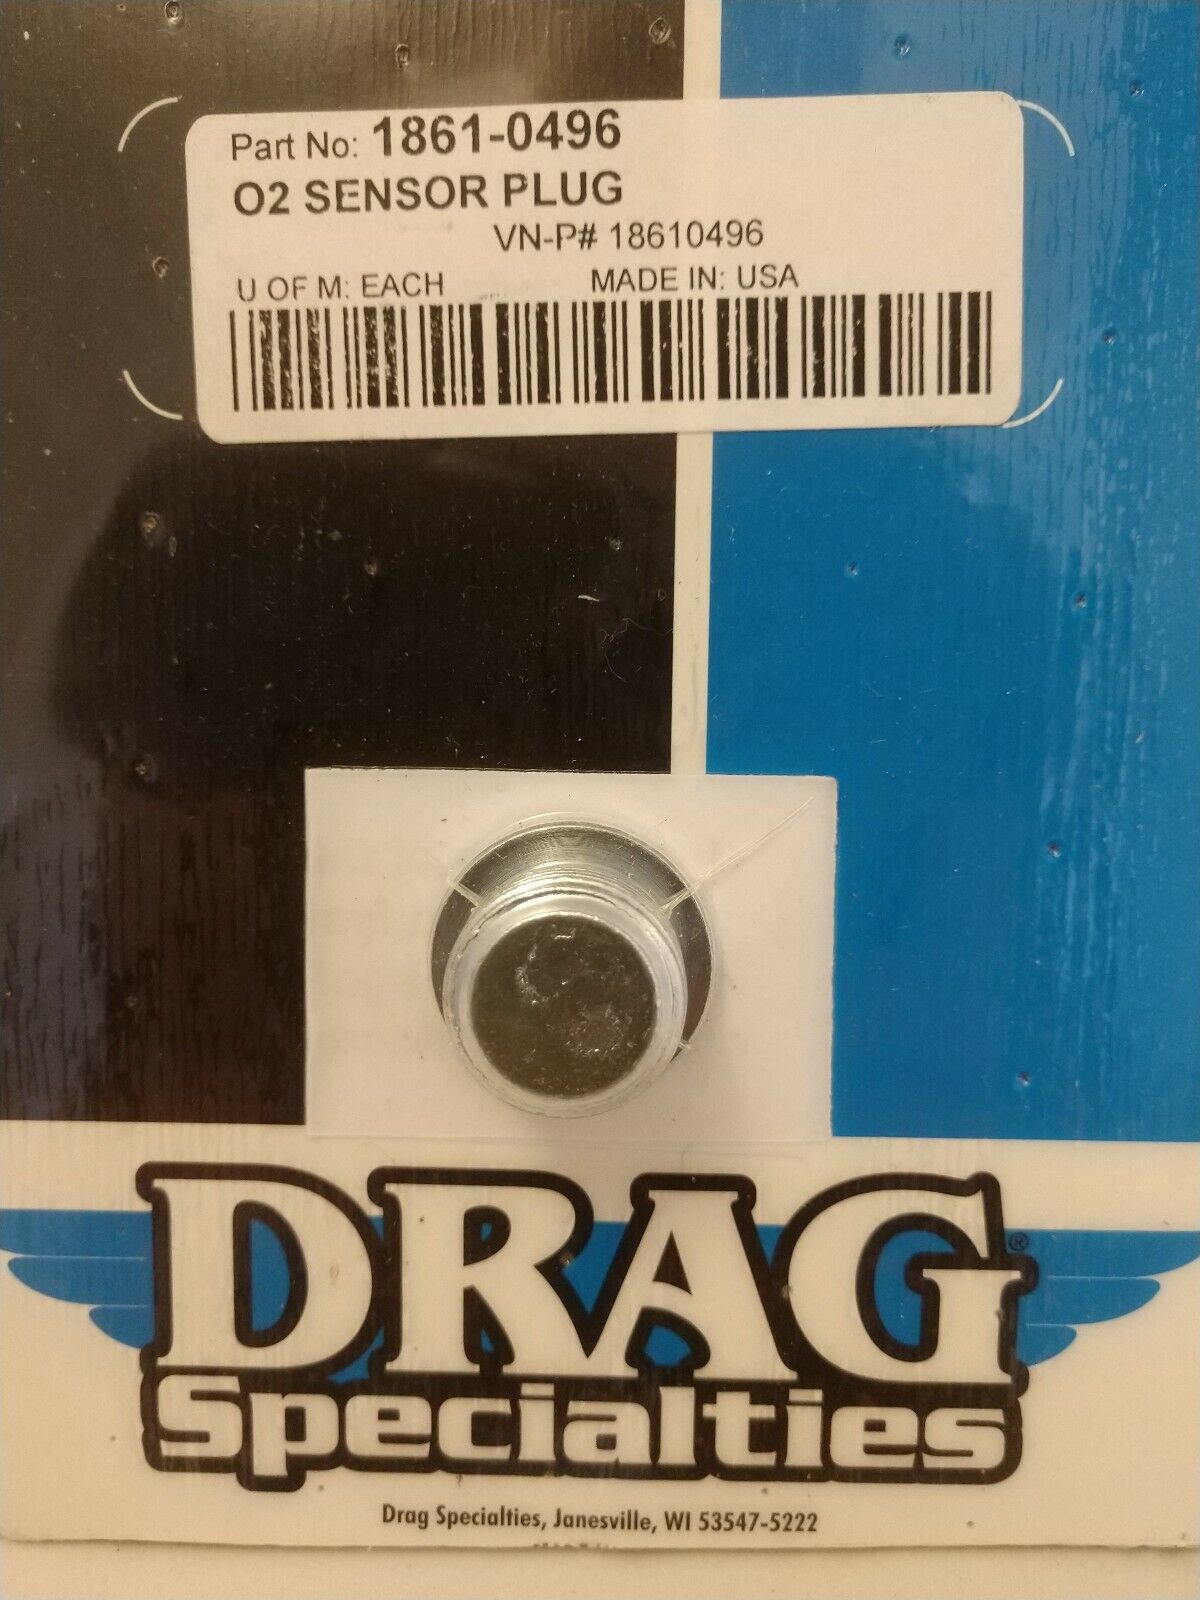 Part No: 1861-0496
O2 SENSOR PLUG
VN-P# 18610496
U OF M: EACH MADE IN: USA
DRAG®
Specialties
Drag Specialties, Janesville, WI 53547-5222